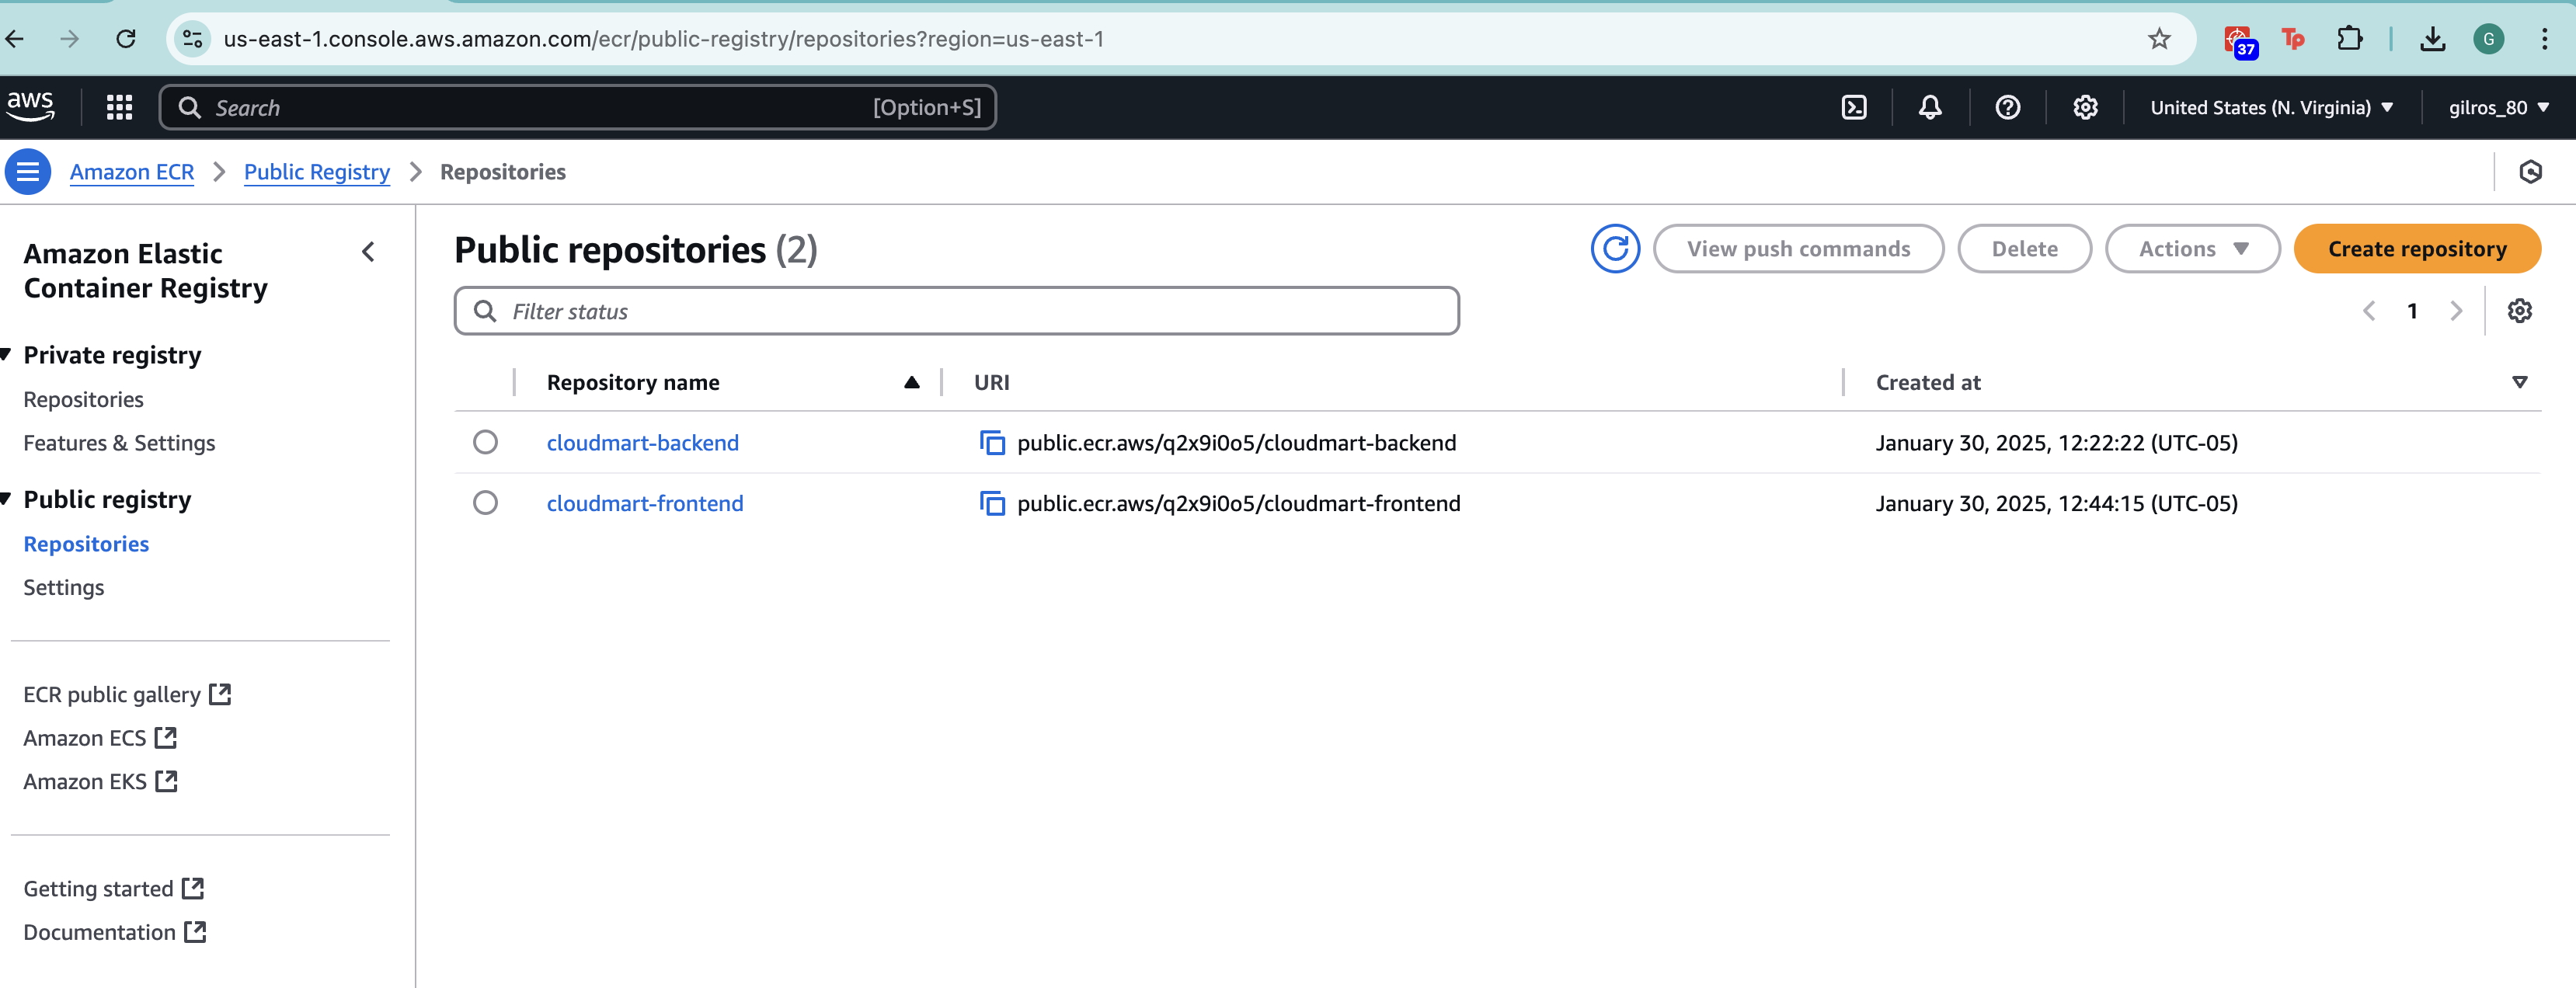 us-east-1.console.aws.amazon.com/ecr/public-registry/repositories?region=us-east-1
37
Tp
G
aws
Search
[Option+S]
United States (N. Virginia)
gilros_80
Amazon ECR
Public Registry
Repositories
Amazon Elastic
Container Registry
Private registry
Repositories
Features & Settings
Public registry
Repositories
Settings
ECR public gallery
Amazon ECS
Amazon EKS
Getting started
Documentation
Public repositories (2)
View push commands
Delete
Actions
Create repository
Filter status
1
Repository name
URI
Created at
cloudmart-backend
public.ecr.aws/q2x9i0o5/cloudmart-backend
January 30, 2025, 12:22:22 (UTC-05)
cloudmart-frontend
public.ecr.aws/q2x9i0o5/cloudmart-frontend
January 30, 2025, 12:44:15 (UTC-05)